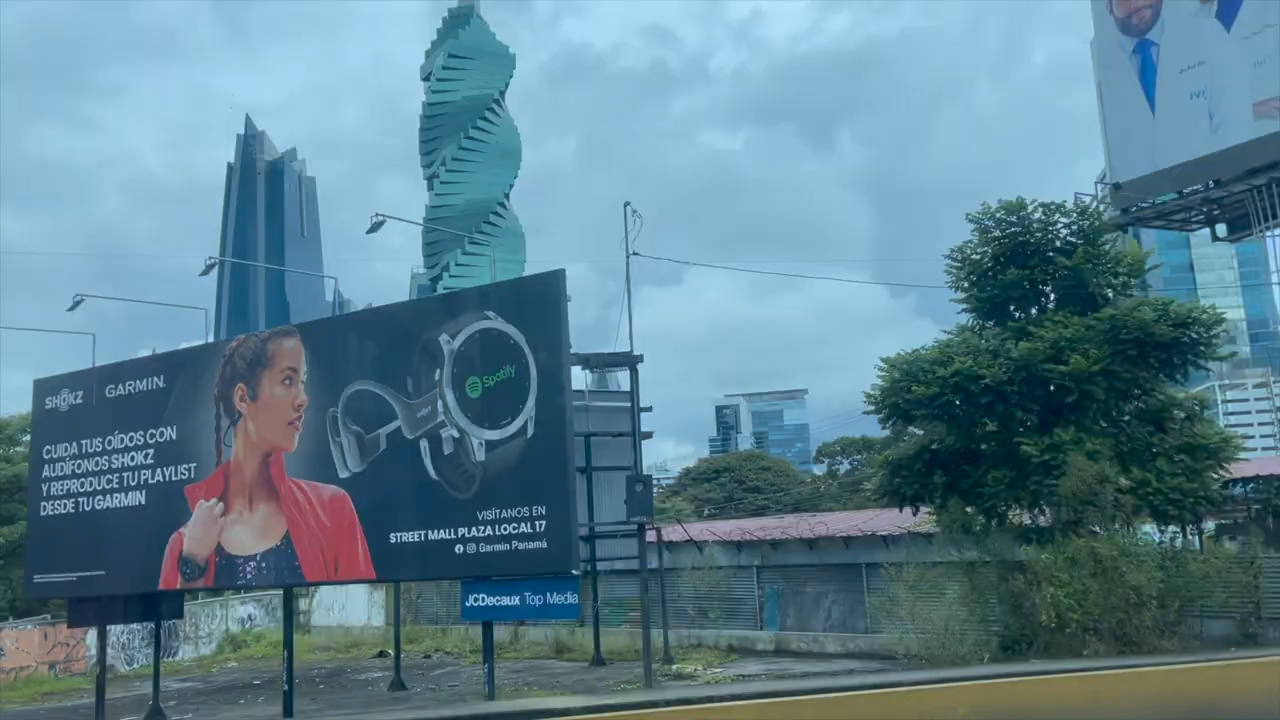 SHOKZ
GARMIN.
CUIDA TUS OÍDOS CON
AUDÍFONOS SHOKZ
Y REPRODUCE TU PLAYLIST
DESDE TU GARMIN
Spotify
VISÍTANOS EN
STREET MALL PLAZA LOCAL 17
Garmin Panamá
JCDecaux Top Media